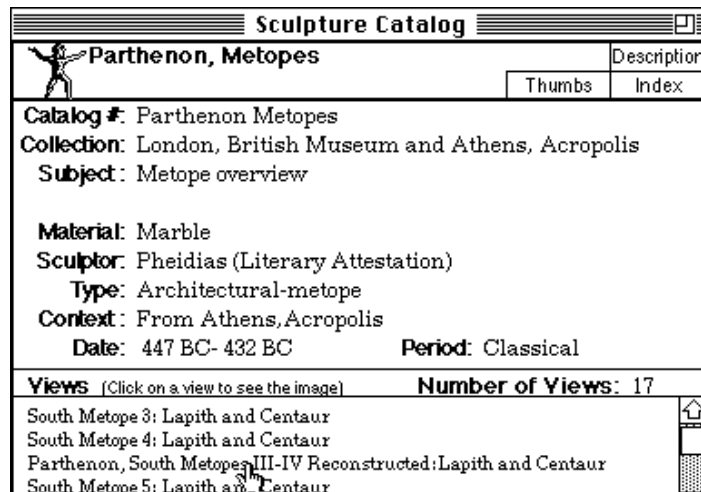 Sculpture Catalog
Parthenon, Metopes
Description
Thumbs Index
Catalog #: Parthenon Metopes
Collection: London, British Museum and Athens, Acropolis
Subject: Metope overview
Material: Marble
Sculptor: Pheidias (Literary Attestation)
Type: Architectural-metope
Context: From Athens, Acropolis
Date: 447 BC- 432 BC Period: Classical
Views (Click on a view to see the image) Number of Views: 17
South Metope 3: Lapith and Centaur
South Metope 4: Lapith and Centaur
Parthenon, South Metopes III-IV Reconstructed: Lapith and Centaur
South Metope 5: Lapith and Centaur